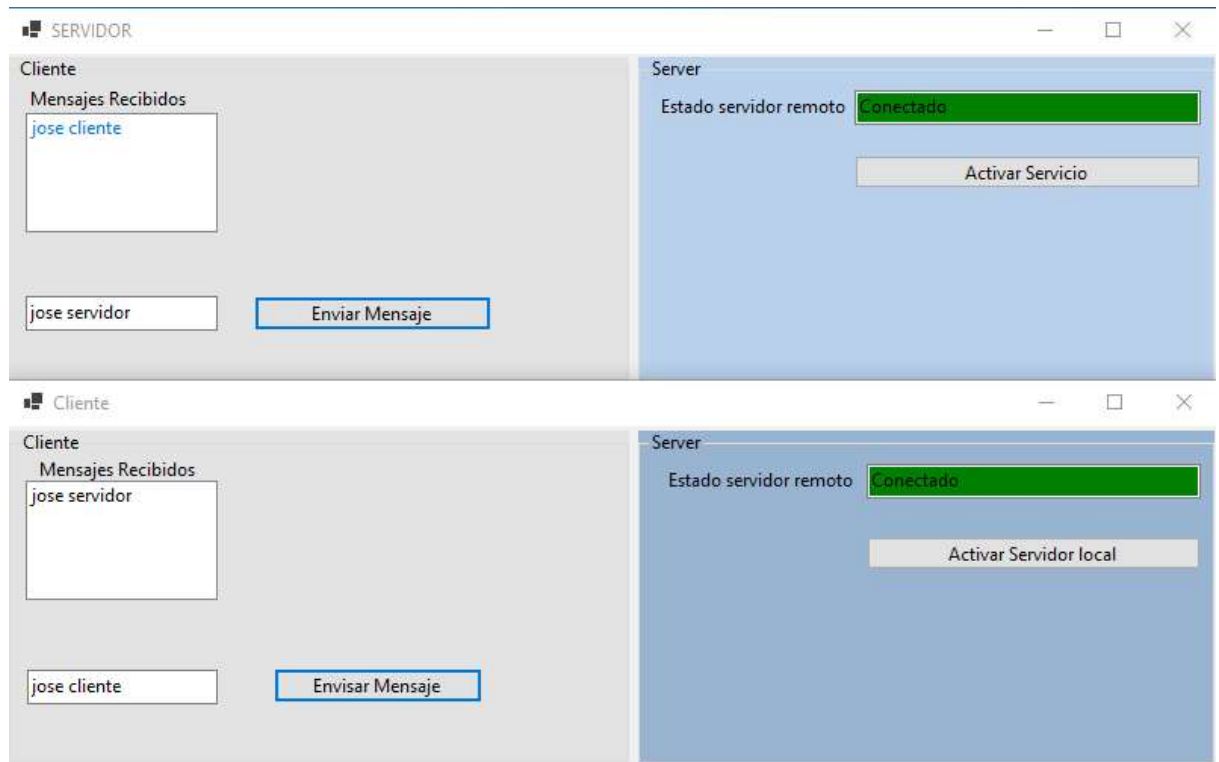 SERVIDOR
Cliente
Mensajes Recibidos
jose cliente
jose servidor
Enviar Mensaje
Server
Estado servidor remoto
Conectado
Activar Servicio
Cliente
Cliente
Mensajes Recibidos
jose servidor
jose cliente
Envisar Mensaje
Server
Estado servidor remoto
Conectado
Activar Servidor local